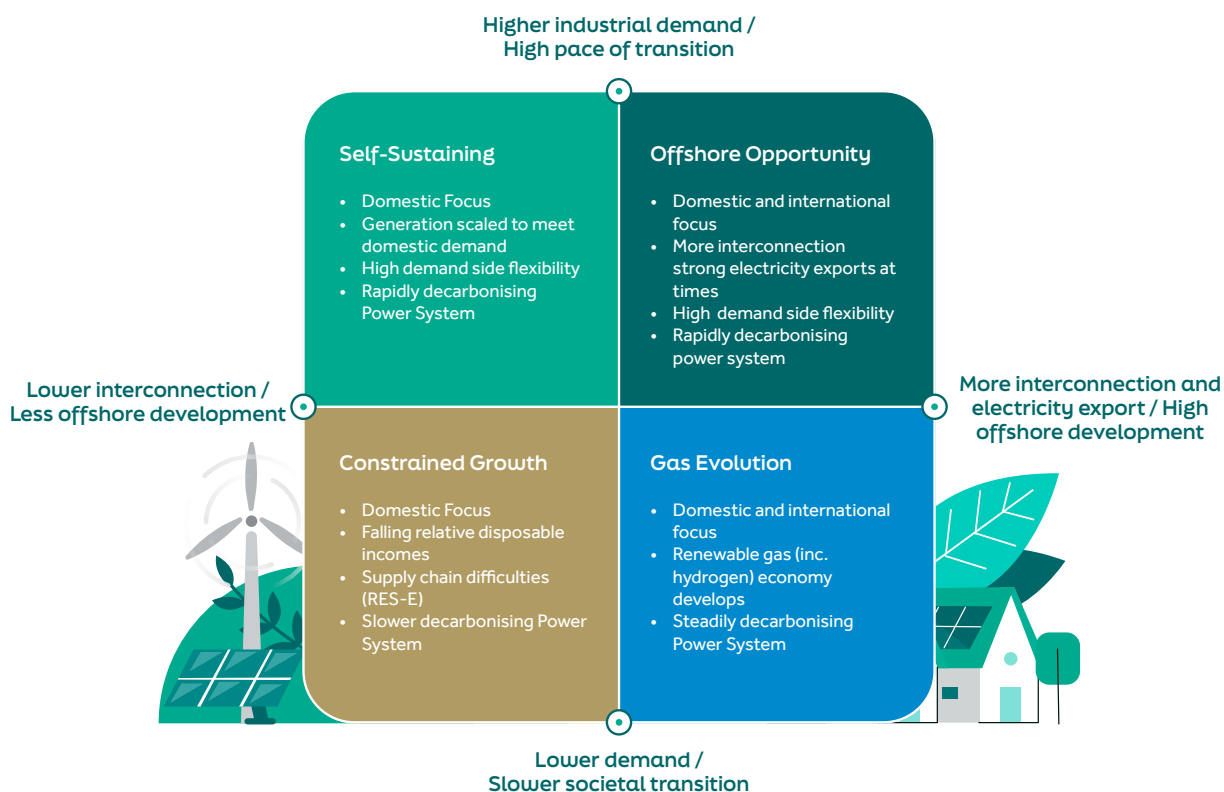 Higher industrial demand /
High pace of transition
Self-Sustaining
• Domestic Focus
• Generation scaled to meet
domestic demand
• High demand side flexibility
• Rapidly decarbonising
Power System
Offshore Opportunity
• Domestic and international
focus
• More interconnection
strong electricity exports at
times
• High demand side flexibility
• Rapidly decarbonising
power system
Lower interconnection /
Less offshore development
More interconnection and
electricity export / High
offshore development
Constrained Growth
• Domestic Focus
• Falling relative disposable
incomes
• Supply chain difficulties
(RES-E)
• Slower decarbonising Power
System
Gas Evolution
• Domestic and international
focus
• Renewable gas (inc.
hydrogen) economy
develops
• Steadily decarbonising
Power System
Lower demand /
Slower societal transition